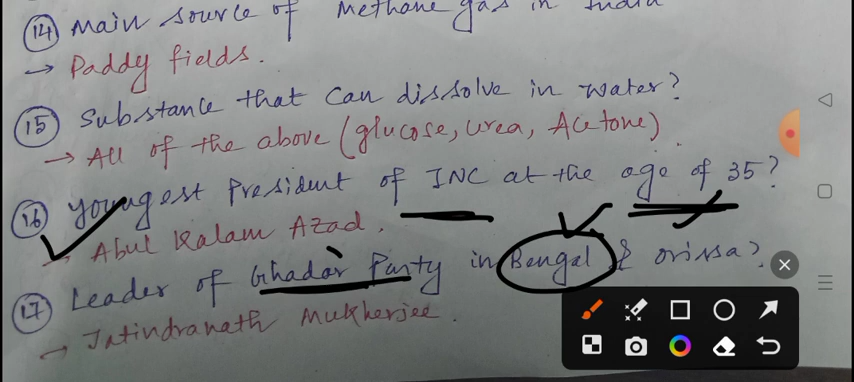 14 Main source of Methane gas in India
→ Paddy fields.
15 Substance that can dissolve in water?
→ All of the above (glucose, urea, Acetone).
16 youngest President of INC at the age of 35?
→ Abul Kalam Azad.
17 Leader of Ghadar Party in Bengal & Orissa?
→ Jatindranath Mukherjee.